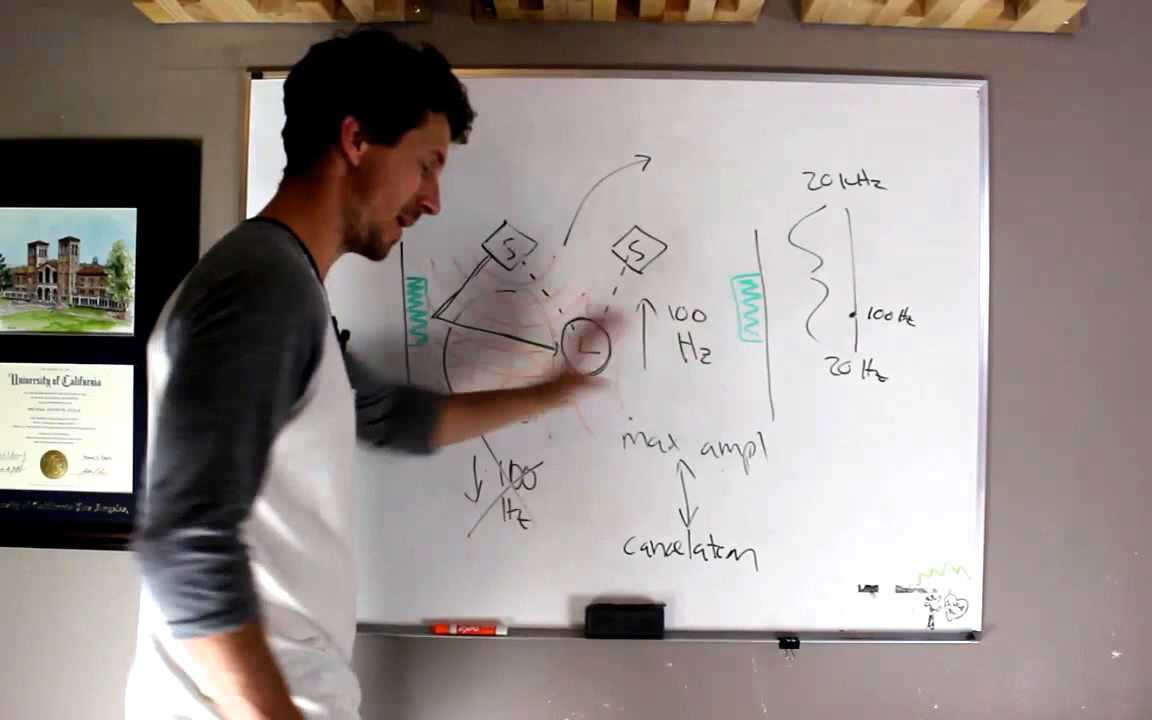 University of California
S
S
L
100
Hz
100
Hz
max ampl
cancelation
20 kHz
100 Hz
20 Hz